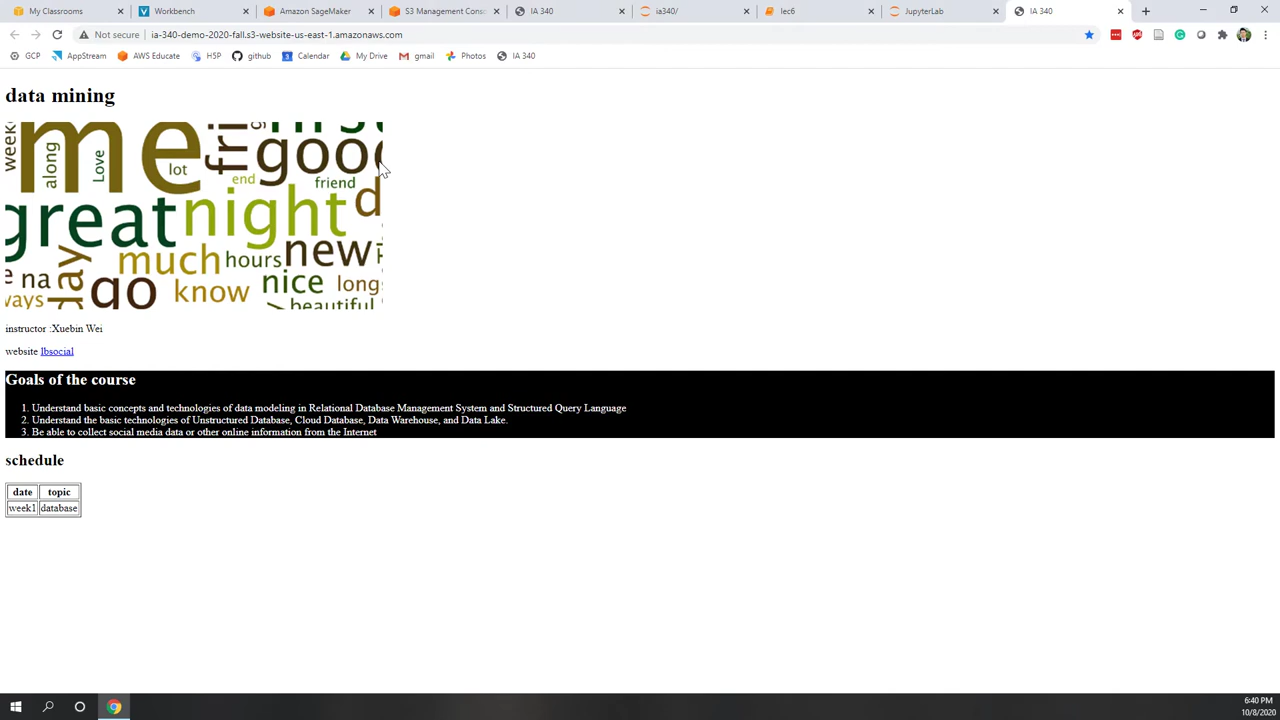 My Classrooms
Workbench
Amazon SageMaker
S3 Management Cons
IA 340
ia340/
lec6
JupyterLab
IA 340
Not secure | ia-340-demo-2020-fall.s3-website-us-east-1.amazonaws.com
GCP
AppStream
AWS Educate
H5P
github
Calendar
My Drive
gmail
Photos
IA 340
data mining
week
me
along
Love
lot
fri
good
end
friend
great
night
d
day
much
hours
new
na
go
know
nice
long
ways
beautiful
instructor :Xuebin Wei
website lbsocial
Goals of the course
1. Understand basic concepts and technologies of data modeling in Relational Database Management System and Structured Query Language
2. Understand the basic technologies of Unstructured Database, Cloud Database, Data Warehouse, and Data Lake.
3. Be able to collect social media data or other online information from the Internet
schedule
date topic
week1 database
6:40 PM
10/8/2020